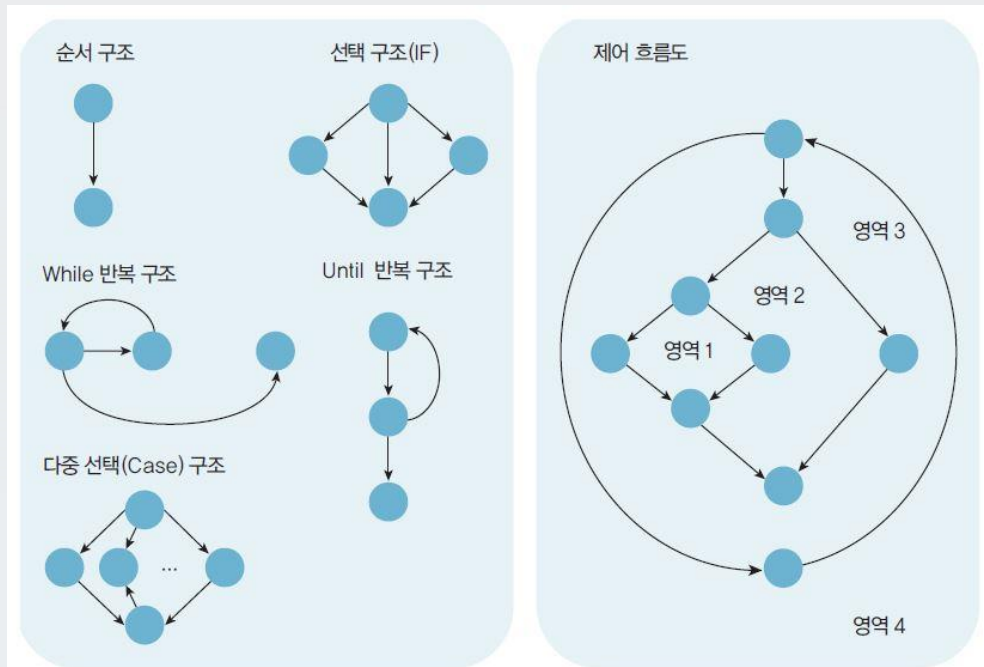 순서 구조
선택 구조(IF)
While 반복 구조
Until 반복 구조
다중 선택(Case) 구조
...
제어 흐름도
영역 3
영역 2
영역 1
영역 4